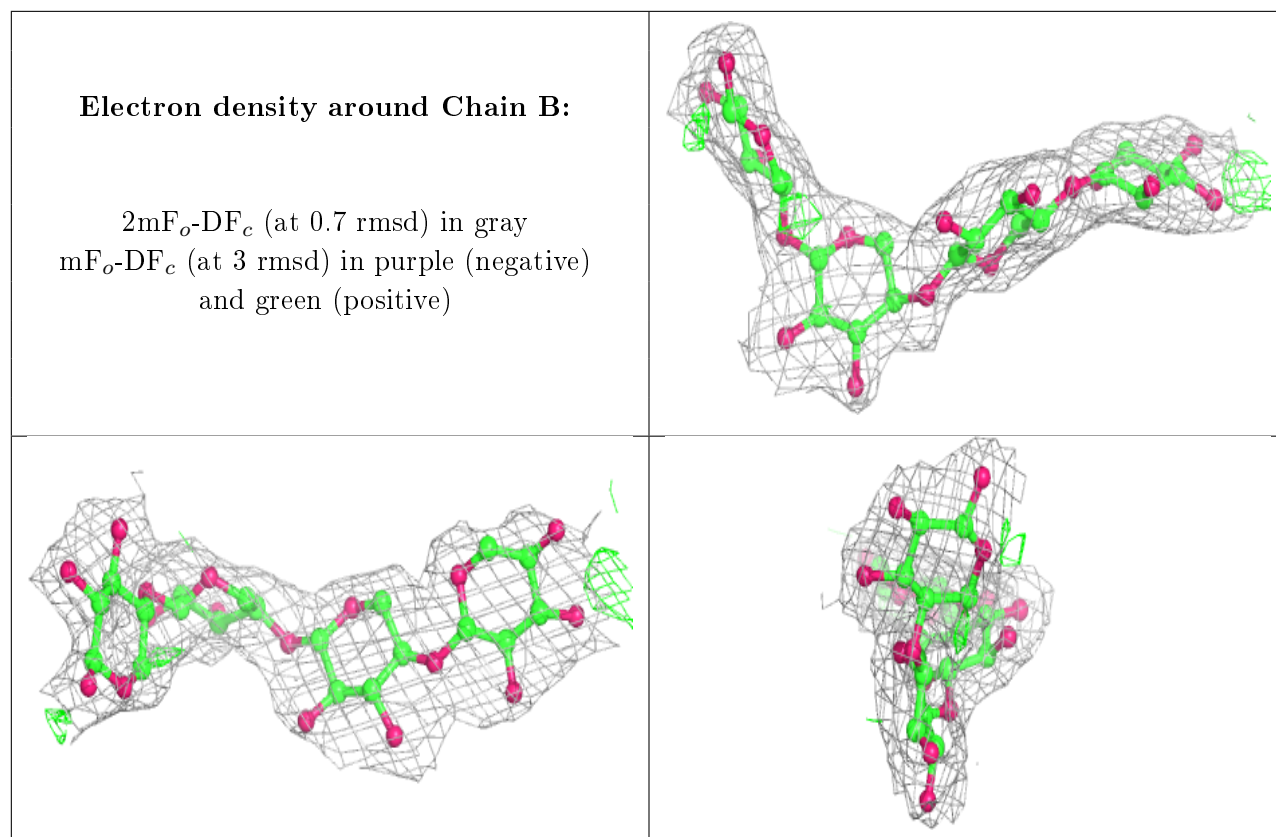 Electron density around Chain B:
2mFₒ-DF𝒸 (at 0.7 rmsd) in gray
mFₒ-DF𝒸 (at 3 rmsd) in purple (negative)
and green (positive)